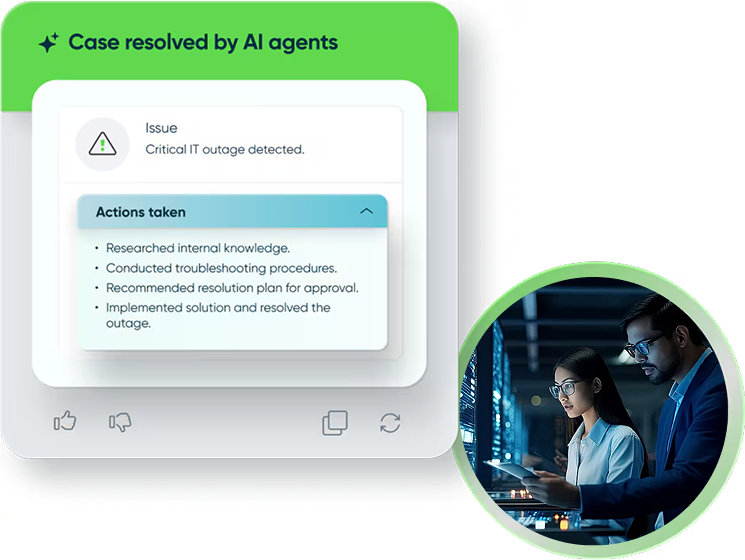 Case resolved by AI agents
Issue
Critical IT outage detected.
Actions taken
• Researched internal knowledge.
• Conducted troubleshooting procedures.
• Recommended resolution plan for approval.
• Implemented solution and resolved the
outage.